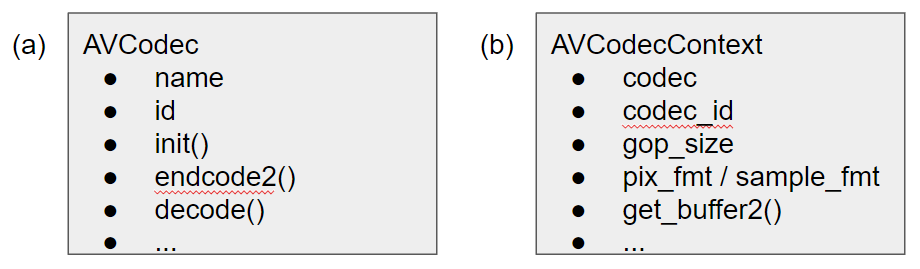 (a)
AVCodec
● name
● id
● init()
● endcode2()
● decode()
● ...
(b)
AVCodecContext
● codec
● codec_id
● gop_size
● pix_fmt / sample_fmt
● get_buffer2()
● ...